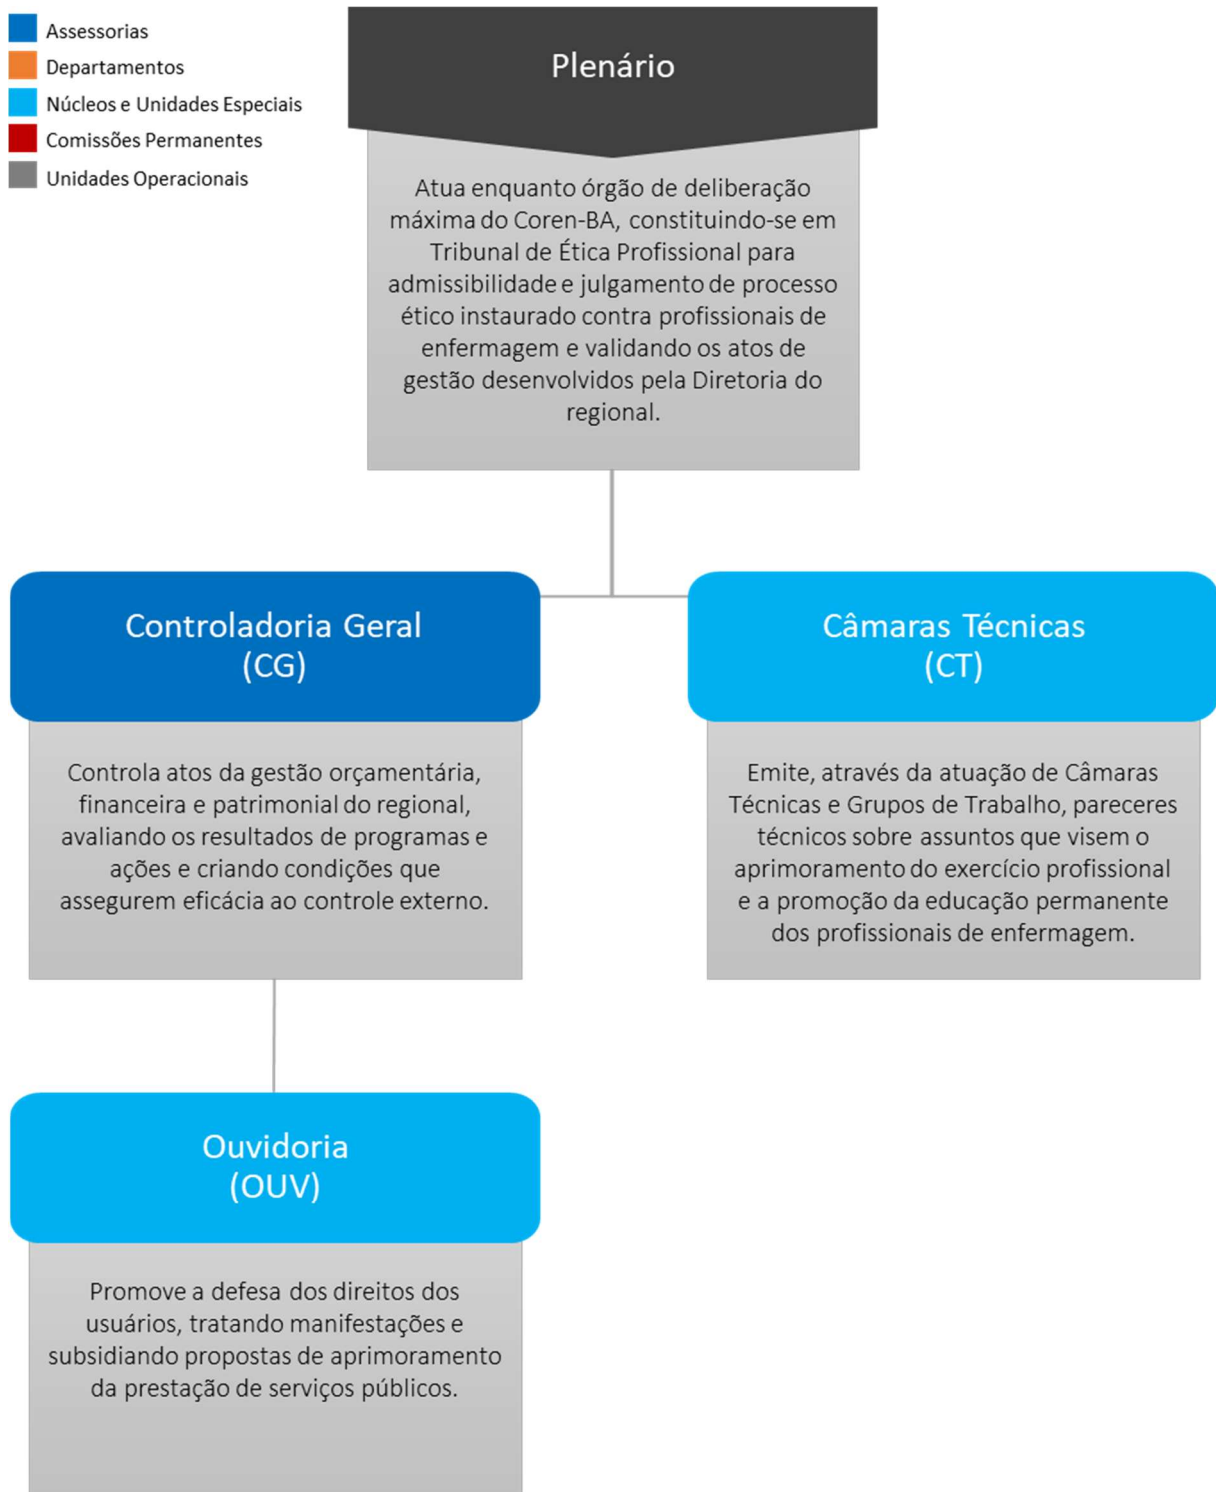 Assessorias
Departamentos
Núcleos e Unidades Especiais
Comissões Permanentes
Unidades Operacionais
Plenário
Atua enquanto órgão de deliberação
máxima do Coren-BA, constituindo-se em
Tribunal de Ética Profissional para
admissibilidade e julgamento de processo
ético instaurado contra profissionais de
enfermagem e validando os atos de
gestão desenvolvidos pela Diretoria do
regional.
Controladoria Geral
(CG)
Controla atos da gestão orçamentária,
financeira e patrimonial do regional,
avaliando os resultados de programas e
ações e criando condições que
assegurem eficácia ao controle externo.
Câmaras Técnicas
(CT)
Emite, através da atuação de Câmaras
Técnicas e Grupos de Trabalho, pareceres
técnicos sobre assuntos que visem o
aprimoramento do exercício profissional
e a promoção da educação permanente
dos profissionais de enfermagem.
Ouvidoria
(OUV)
Promove a defesa dos direitos dos
usuários, tratando manifestações e
subsidiando propostas de aprimoramento
da prestação de serviços públicos.